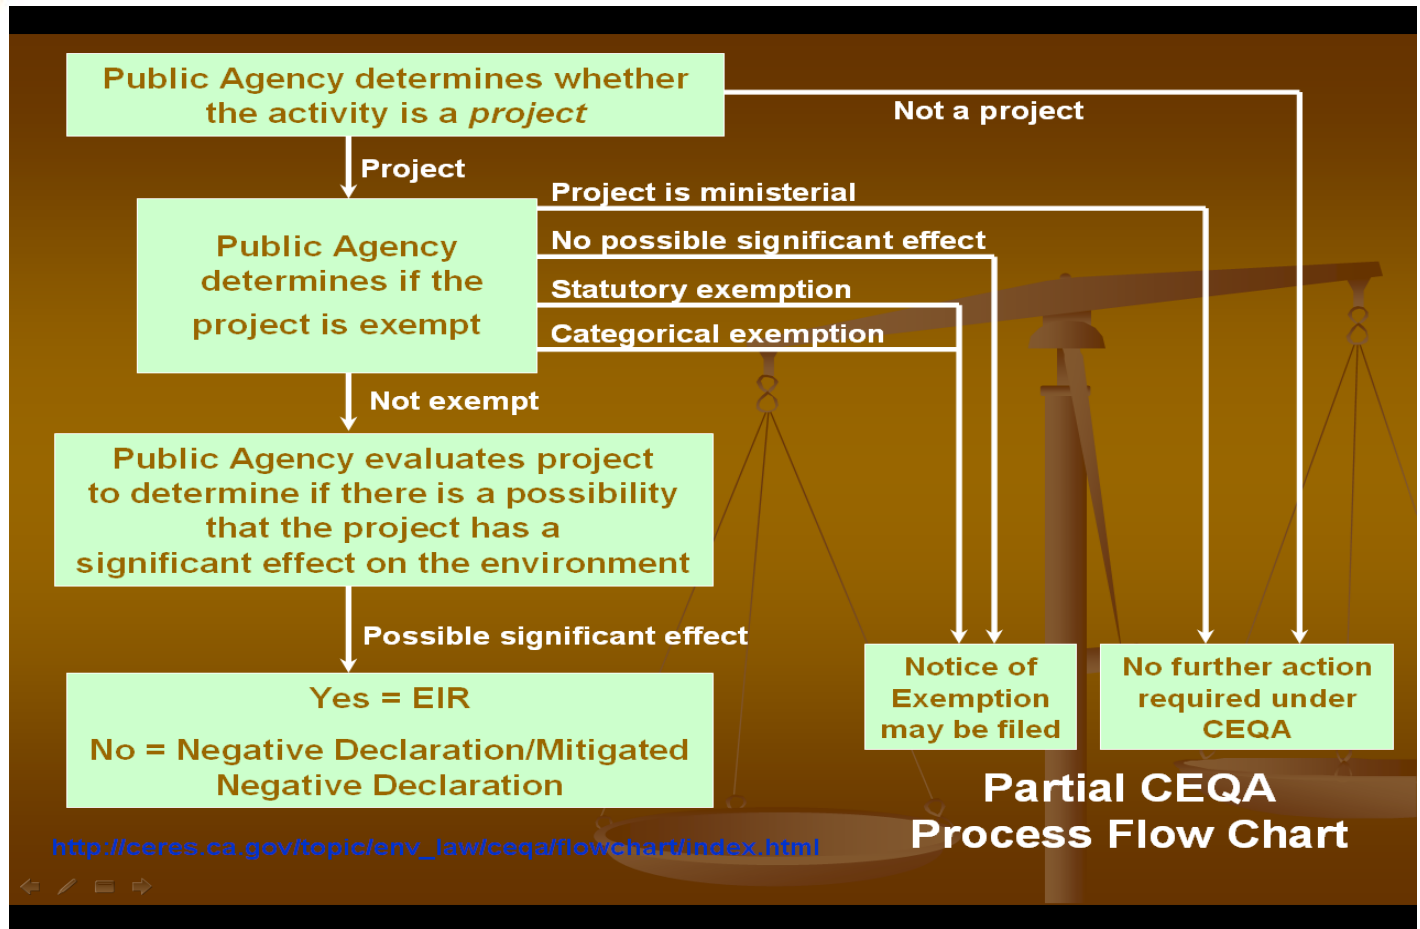 Public Agency determines whether
the activity is a project
Not a project
Project
Project is ministerial
Public Agency
determines if the
project is exempt
No possible significant effect
Statutory exemption
Categorical exemption
Not exempt
Public Agency evaluates project
to determine if there is a possibility
that the project has a
significant effect on the environment
Possible significant effect
Yes = EIR
No = Negative Declaration/Mitigated
Negative Declaration
Notice of
Exemption
may be filed
No further action
required under
CEQA
Partial CEQA
Process Flow Chart
http://ceres.ca.gov/topic/env_law/ceqa/flowchart/index.html